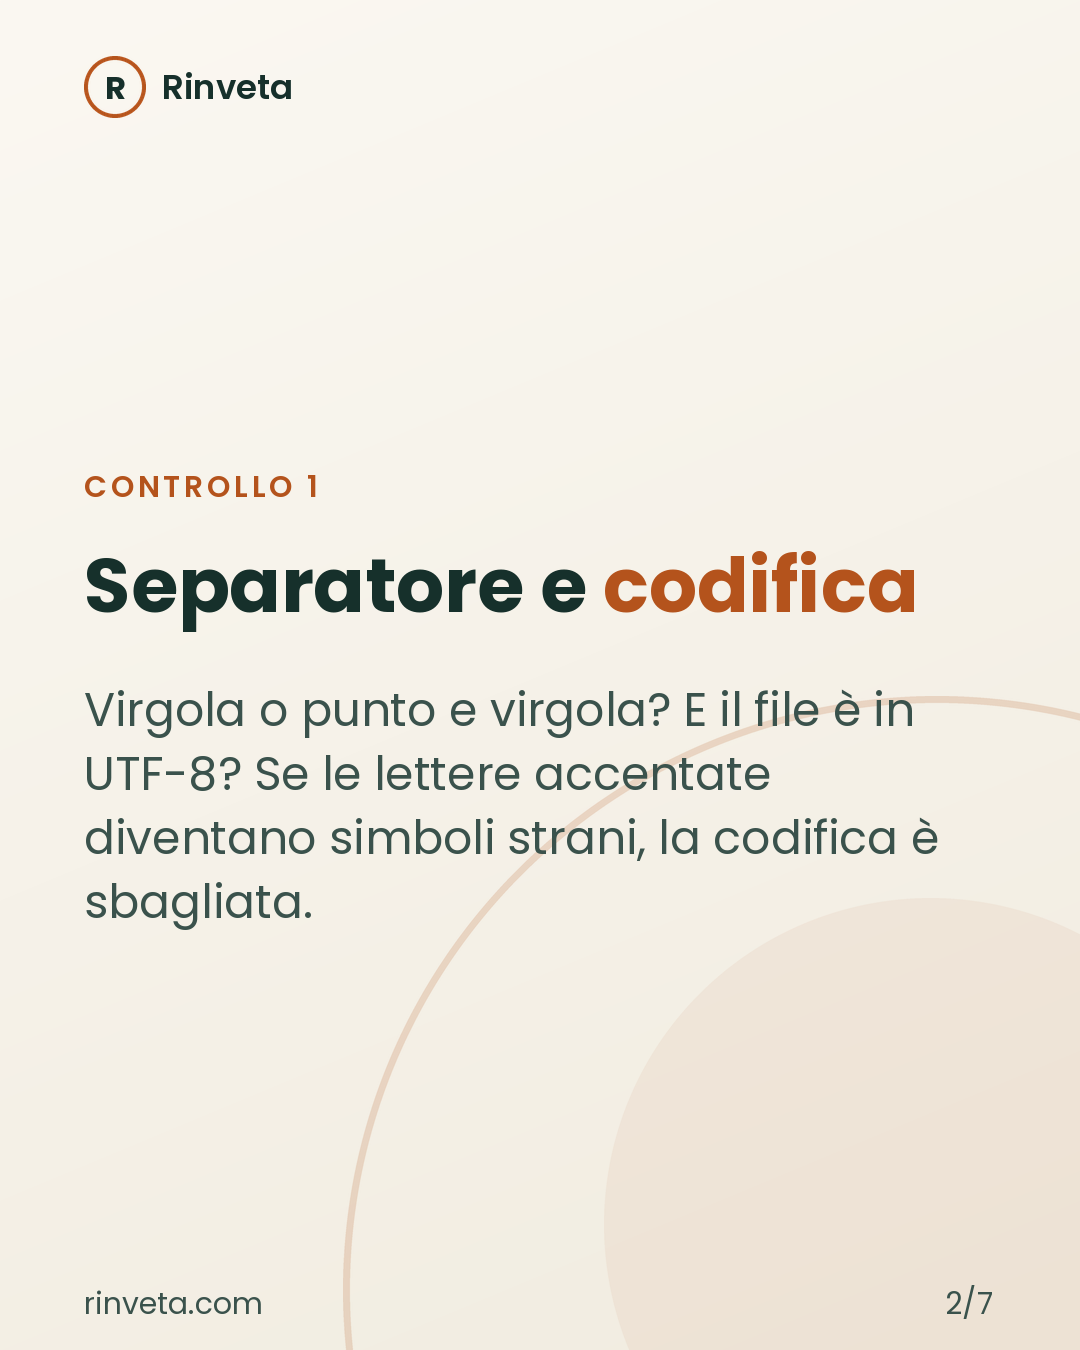 R Rinveta
CONTROLLO 1
Separatore e codifica
Virgola o punto e virgola? E il file è in
UTF-8? Se le lettere accentate
diventano simboli strani, la codifica è
sbagliata.
rinveta.com 2/7